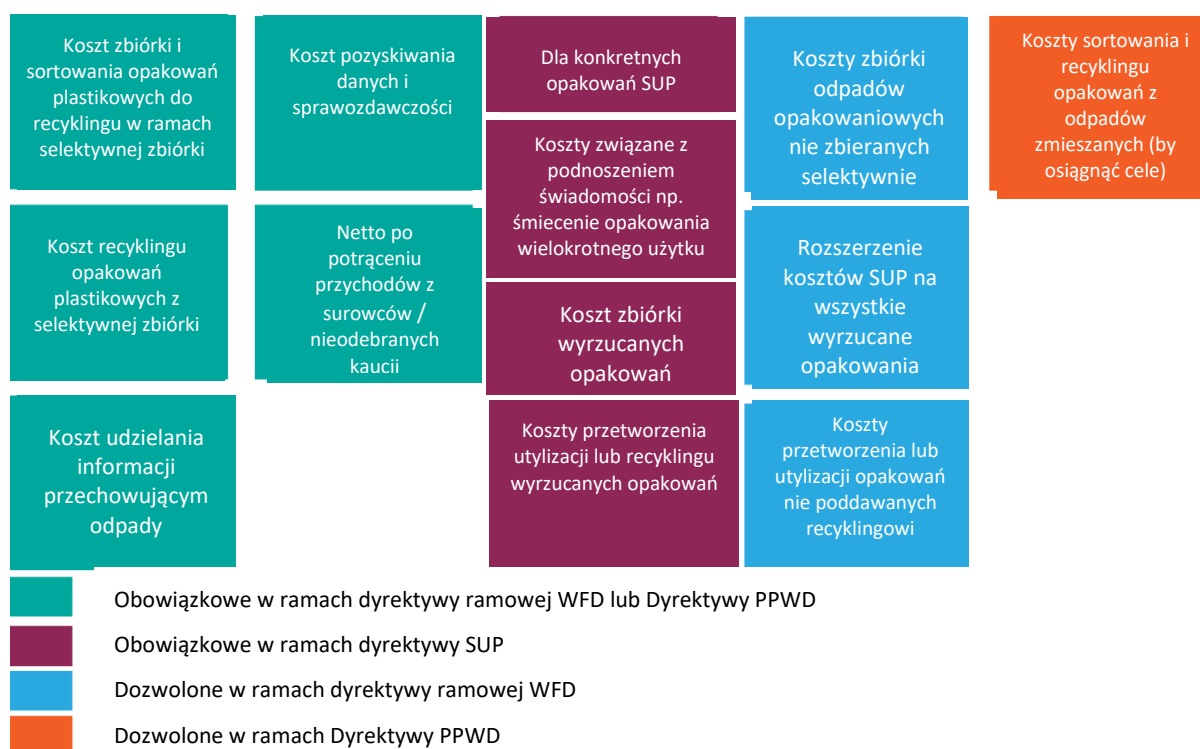 Koszt zbiórki i
sortowania opakowań
plastikowych do
recyklingu w ramach
selektywnej zbiórki
Koszt recyklingu
opakowań
plastikowych z
selektywnej zbiórki
Koszt udzielania
informacji
przechowującym
odpady
Koszt pozyskiwania
danych i
sprawozdawczości
Netto po
potrąceniu
przychodów z
surowców /
nieodebranych
kaucii
Dla konkretnych
opakowań SUP
Koszty związane z
podnoszeniem
świadomości np.
śmiecenie opakowania
wielokrotnego użytku
Koszt zbiórki
wyrzucanych
opakowań
Koszty przetworzenia
utylizacji lub recyklingu
wyrzucanych opakowań
Koszty zbiórki
odpadów
opakowaniowych
nie zbieranych
selektywnie
Rozszerzenie
kosztów SUP na
wszystkie
wyrzucane
opakowania
Koszty
przetworzenia lub
utylizacji opakowań
nie poddawanych
recyklingowi
Koszty sortowania i
recyklingu
opakowań z
odpadów
zmieszanych (by
osiągnąć cele)
Obowiązkowe w ramach dyrektywy ramowej WFD lub Dyrektywy PPWD
Obowiązkowe w ramach dyrektywy SUP
Dozwolone w ramach dyrektywy ramowej WFD
Dozwolone w ramach Dyrektywy PPWD